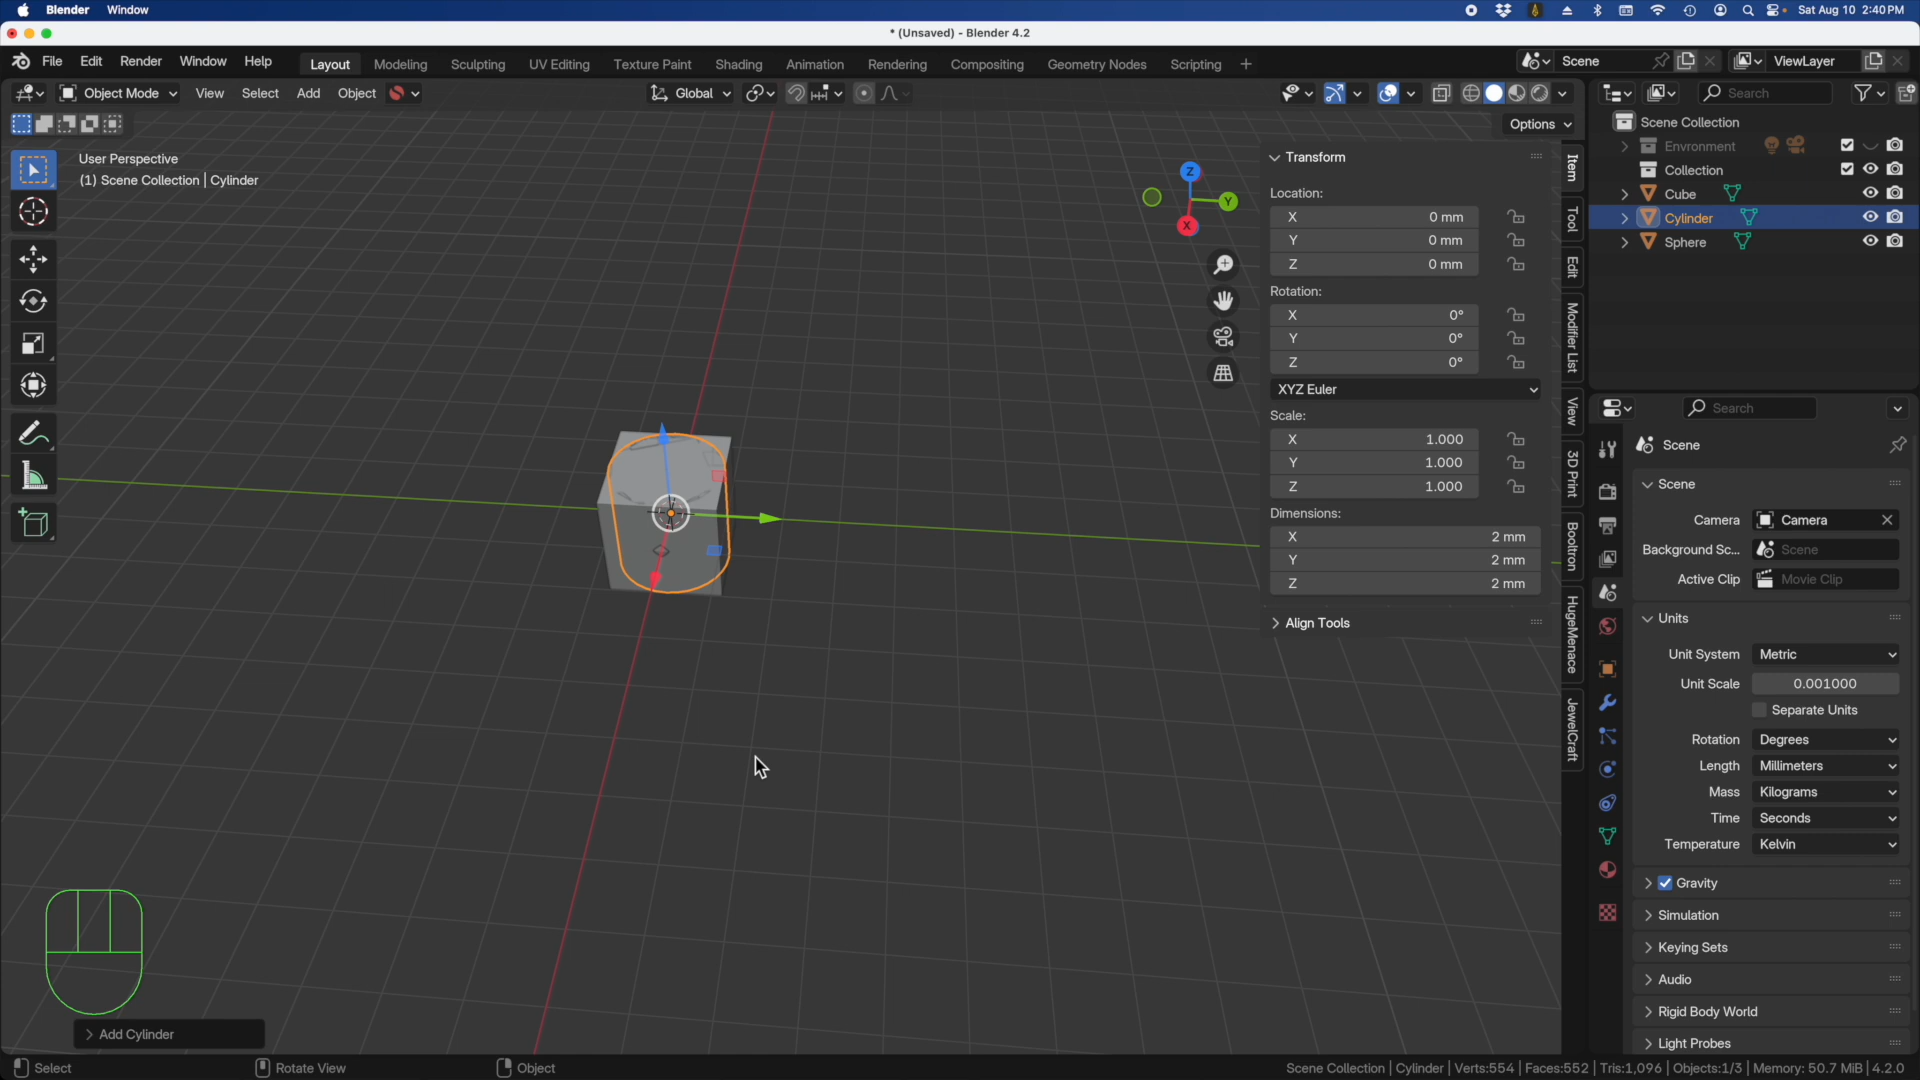 Blender Window
Sat Aug 10 2:40 PM
* (Unsaved) - Blender 4.2
File Edit Render Window Help
Layout Modeling Sculpting UV Editing Texture Paint Shading Animation Rendering Compositing Geometry Nodes Scripting +
Scene
ViewLayer
Object Mode View Select Add Object
Global
Search
Options
User Perspective
(1) Scene Collection | Cylinder
Z
Y
X
Transform
Location:
X 0 mm
Y 0 mm
Z 0 mm
Rotation:
X 0°
Y 0°
Z 0°
XYZ Euler
Scale:
X 1.000
Y 1.000
Z 1.000
Dimensions:
X 2 mm
Y 2 mm
Z 2 mm
Align Tools
Item
Tool
Edit
Modifier List
View
3D Print
Booltron
HugeMenace
JewelCraft
Scene Collection
Envronment
Collection
Cube
Cylinder
Sphere
Search
Scene
Scene
Camera Camera
Background Sc... Scene
Active Clip Movie Clip
Units
Unit System Metric
Unit Scale 0.001000
Separate Units
Rotation Degrees
Length Millimeters
Mass Kilograms
Time Seconds
Temperature Kelvin
Gravity
Simulation
Keying Sets
Audio
Rigid Body World
Light Probes
Add Cylinder
Select Rotate View Object
Scene Collection | Cylinder | Verts:554 | Faces:552 | Tris:1,096 | Objects:1/3 | Memory: 50.7 MiB | 4.2.0